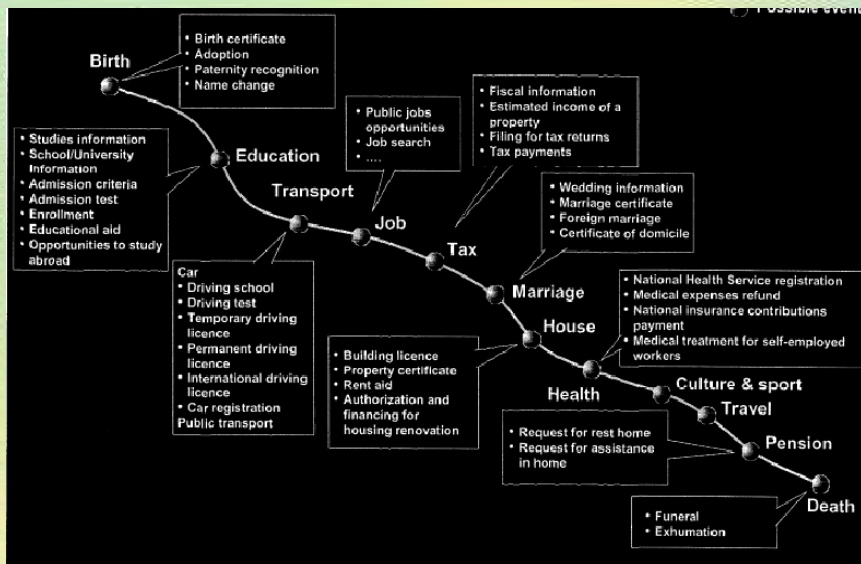 Possible event
Birth
• Birth certificate
• Adoption
• Paternity recognition
• Name change
Education
• Studies information
• School/University
Information
• Admission criteria
• Admission test
• Enrollment
• Educational aid
• Opportunities to study
abroad
Transport
Car
• Driving school
• Driving test
• Temporary driving
licence
• Permanent driving
licence
• International driving
licence
• Car registration
Public transport
Job
• Public jobs
opportunities
• Job search
• ....
Tax
• Fiscal information
• Estimated income of a
property
• Filing for tax returns
• Tax payments
Marriage
• Wedding information
• Marriage certificate
• Foreign marriage
• Certificate of domicile
House
• Building licence
• Property certificate
• Rent aid
• Authorization and
financing for
housing renovation
Health
• National Health Service registration
• Medical expenses refund
• National insurance contributions
payment
• Medical treatment for self-employed
workers
Culture & sport
Travel
Pension
• Request for rest home
• Request for assistance
in home
Death
• Funeral
• Exhumation